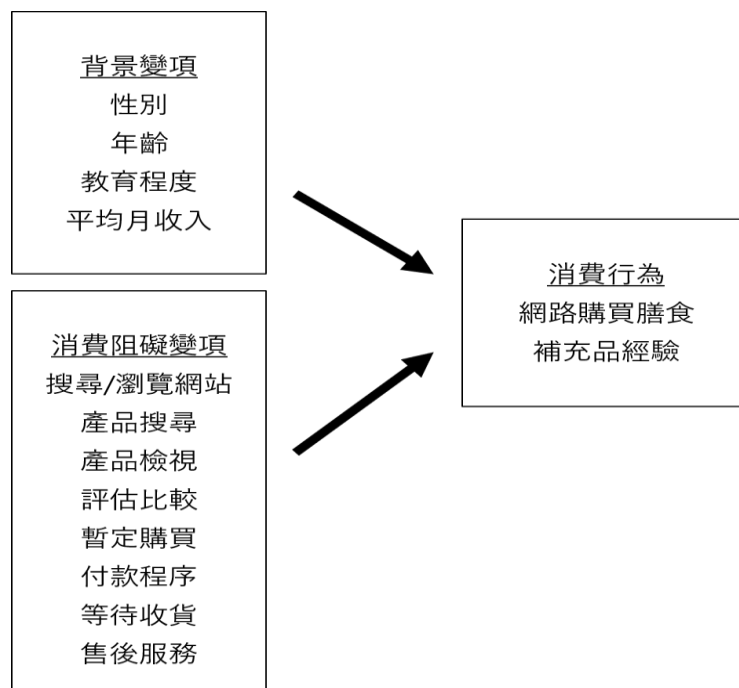 背景變項
性別
年齡
教育程度
平均月收入
消費阻礙變項
搜尋/瀏覽網站
產品搜尋
產品檢視
評估比較
暫定購買
付款程序
等待收貨
售後服務
消費行為
網路購買膳食
補充品經驗